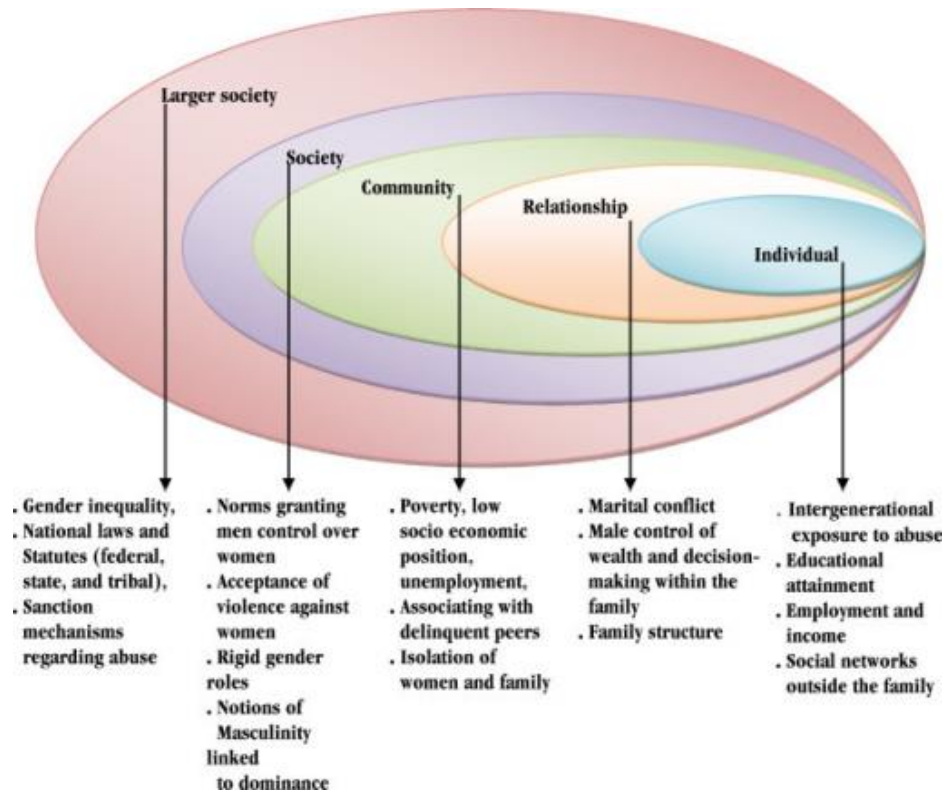 Larger society
Society
Community
Relationship
Individual
. Gender inequality,
. National laws and
Statutes (federal,
state, and tribal),
. Sanction
mechanisms
regarding abuse
. Norms granting
men control over
women
. Acceptance of
violence against
women
. Rigid gender
roles
. Notions of
Masculinity
linked
to dominance
. Poverty, low
socio economic
position,
unemployment,
. Associating with
delinquent peers
. Isolation of
women and family
. Marital conflict
. Male control of
wealth and decision-
making within the
family
. Family structure
. Intergenerational
exposure to abuse
. Educational
attainment
. Employment and
income
. Social networks
outside the family